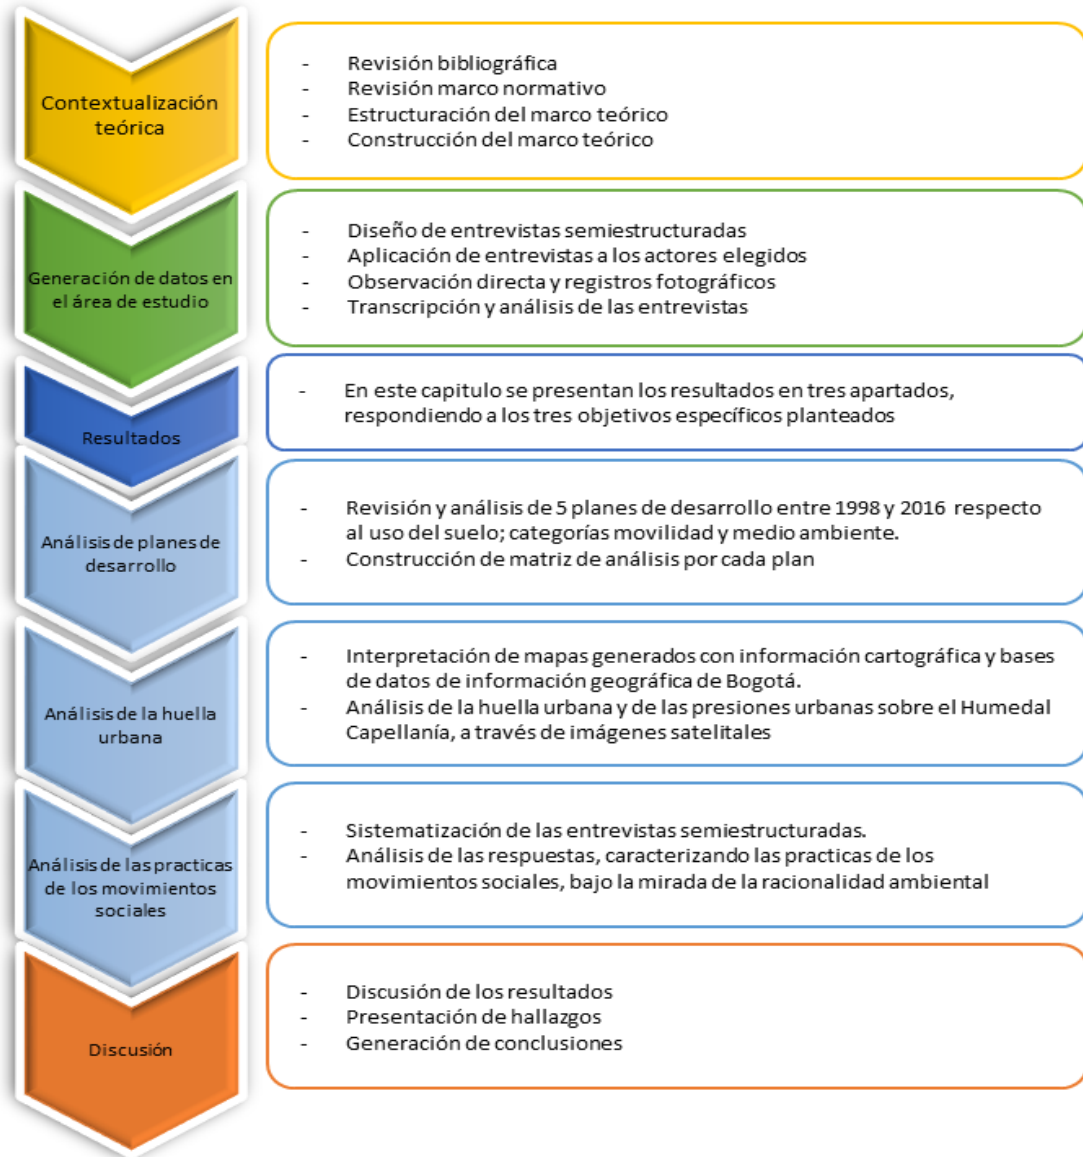 Contextualización
teórica
- Revisión bibliográfica
- Revisión marco normativo
- Estructuración del marco teórico
- Construcción del marco teórico
Generación de datos en
el área de estudio
- Diseño de entrevistas semiestructuradas
- Aplicación de entrevistas a los actores elegidos
- Observación directa y registros fotográficos
- Transcripción y análisis de las entrevistas
Resultados
- En este capitulo se presentan los resultados en tres apartados,
respondiendo a los tres objetivos específicos planteados
Análisis de planes de
desarrollo
- Revisión y análisis de 5 planes de desarrollo entre 1998 y 2016 respecto
al uso del suelo; categorías movilidad y medio ambiente.
- Construcción de matriz de análisis por cada plan
Análisis de la huella
urbana
- Interpretación de mapas generados con información cartográfica y bases
de datos de información geográfica de Bogotá.
- Análisis de la huella urbana y de las presiones urbanas sobre el Humedal
Capellanía, a través de imágenes satelitales
Análisis de las practicas
de los movimientos
sociales
- Sistematización de las entrevistas semiestructuradas.
- Análisis de las respuestas, caracterizando las practicas de los
movimientos sociales, bajo la mirada de la racionalidad ambiental
Discusión
- Discusión de los resultados
- Presentación de hallazgos
- Generación de conclusiones